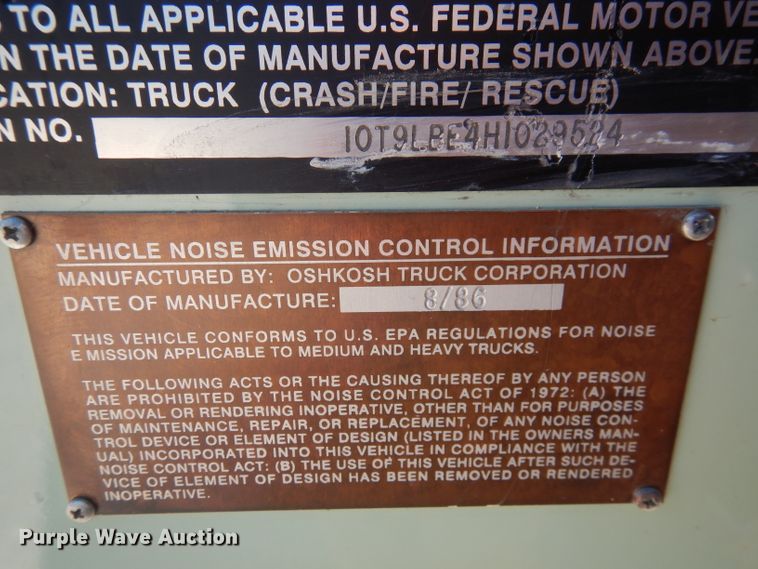 TO ALL APPLICABLE U.S. FEDERAL MOTOR VE
N THE DATE OF MANUFACTURE SHOWN ABOVE.
CATION: TRUCK (CRASH/FIRE/ RESCUE)
N NO. 10T9LBE4H1029524
VEHICLE NOISE EMISSION CONTROL INFORMATION
MANUFACTURED BY: OSHKOSH TRUCK CORPORATION
DATE OF MANUFACTURE: 8/86
THIS VEHICLE CONFORMS TO U.S. EPA REGULATIONS FOR NOISE
E MISSION APPLICABLE TO MEDIUM AND HEAVY TRUCKS.
THE FOLLOWING ACTS OR THE CAUSING THEREOF BY ANY PERSON
ARE PROHIBITED BY THE NOISE CONTROL ACT OF 1972: (A) THE
REMOVAL OR RENDERING INOPERATIVE, OTHER THAN FOR PURPOSES
OF MAINTENANCE, REPAIR, OR REPLACEMENT, OF ANY NOISE CON-
TROL DEVICE OR ELEMENT OF DESIGN (LISTED IN THE OWNERS MAN-
UAL) INCORPORATED INTO THIS VEHICLE IN COMPLIANCE WITH THE
NOISE CONTROL ACT: (B) THE USE OF THIS VEHICLE AFTER SUCH DE-
VICE OF ELEMENT OF DESIGN HAS BEEN REMOVED OR RENDERED
INOPERATIVE.
Purple Wave Auction